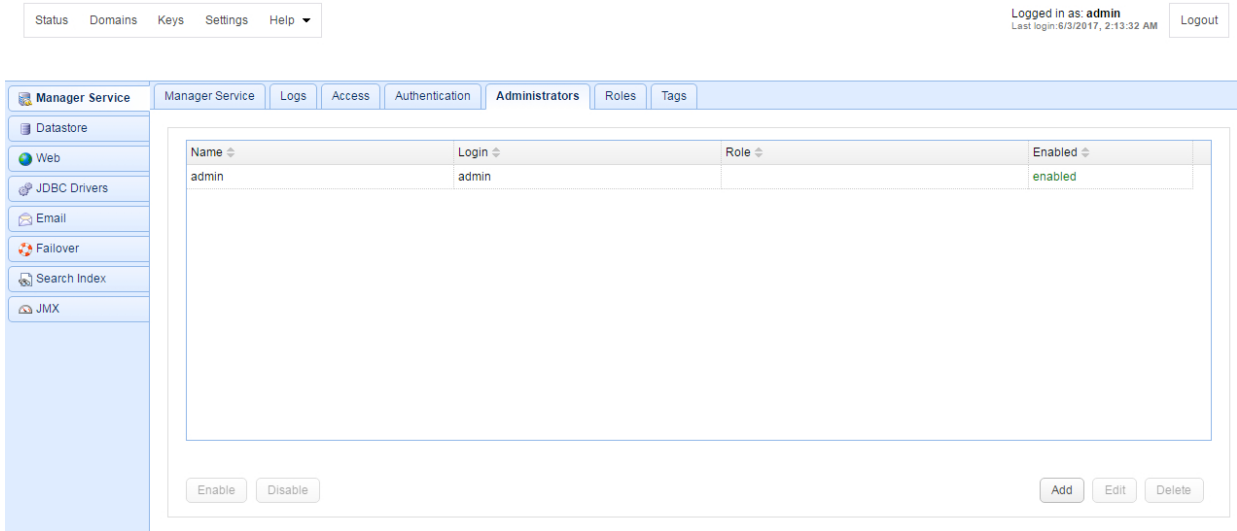 Status Domains Keys Settings Help
Logged in as: admin
Last login:6/3/2017, 2:13:32 AM
Logout
Manager Service
Datastore
Web
JDBC Drivers
Email
Failover
Search Index
JMX
Manager Service Logs Access Authentication Administrators Roles Tags
Name Login Role Enabled
admin admin enabled
Enable Disable Add Edit Delete